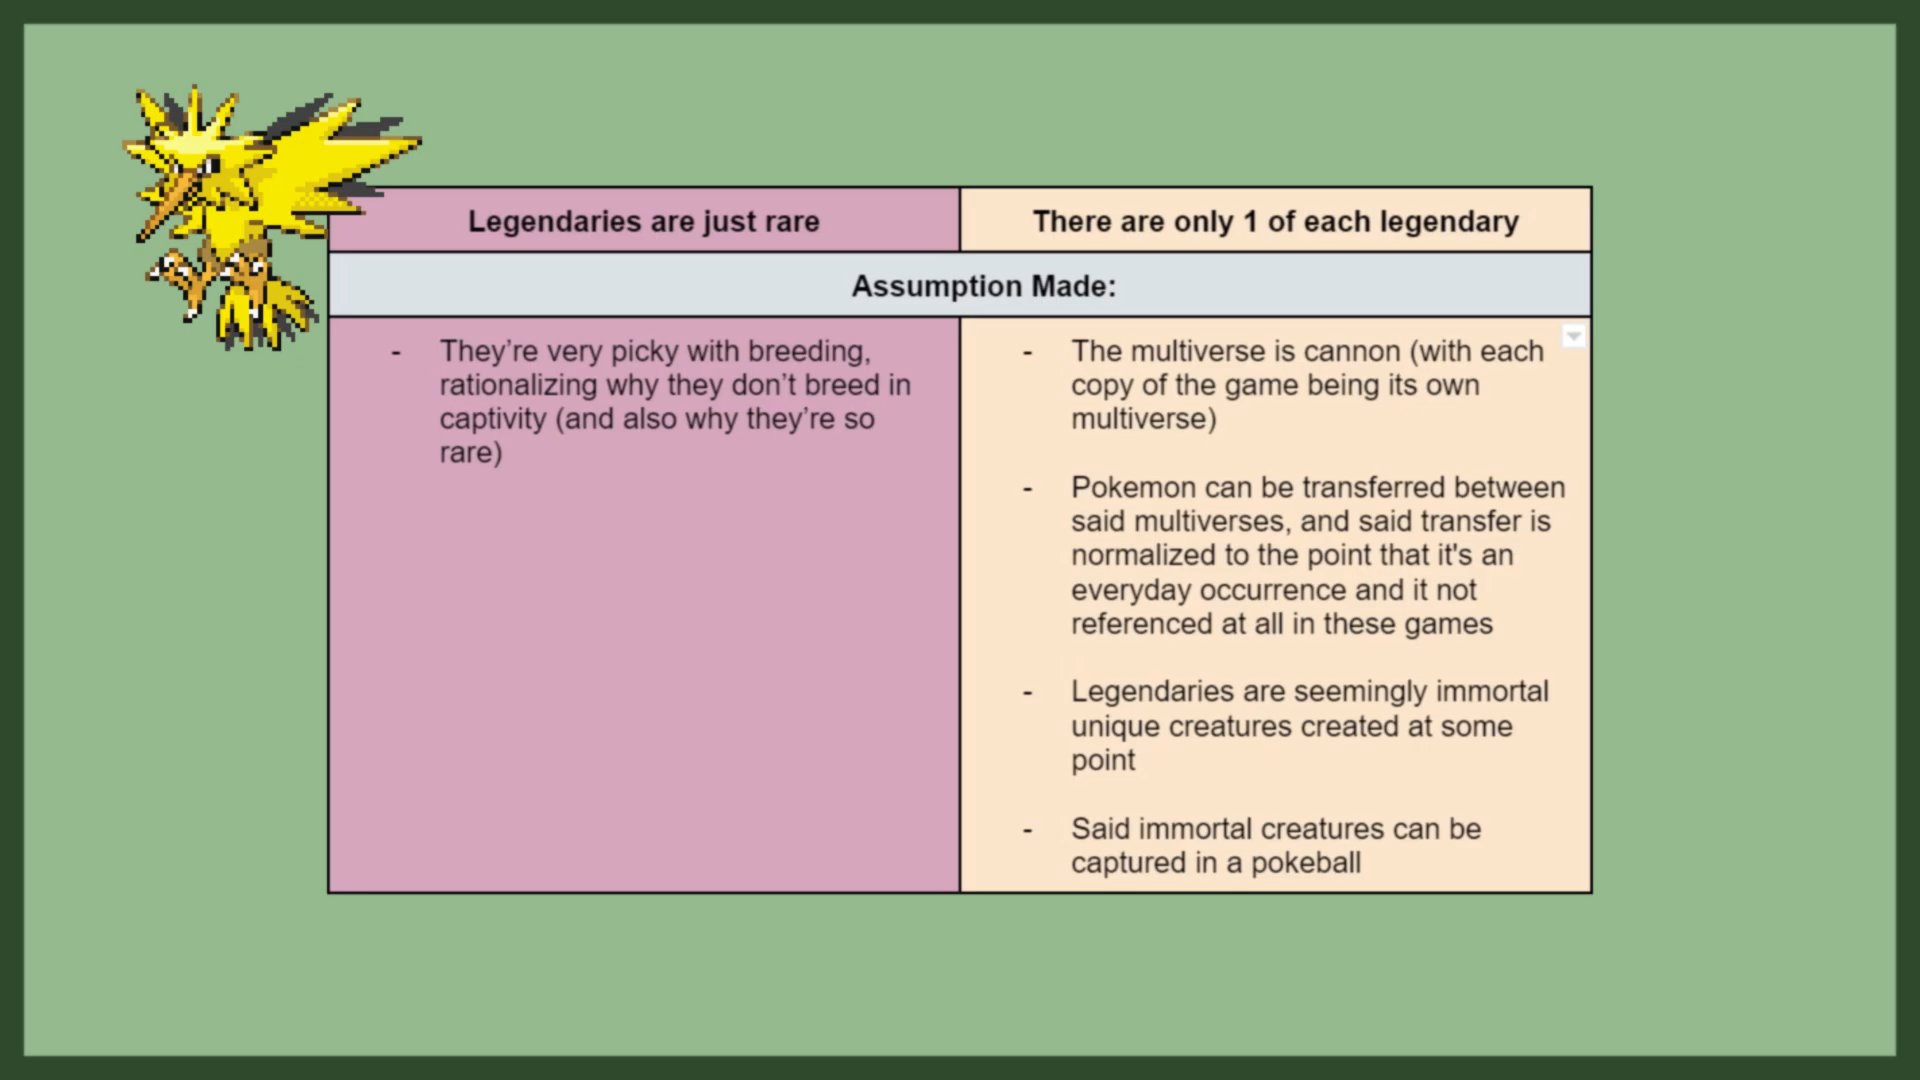 Legendaries are just rare
There are only 1 of each legendary
Assumption Made:
- They're very picky with breeding,
rationalizing why they don't breed in
captivity (and also why they're so
rare)
- The multiverse is cannon (with each
copy of the game being its own
multiverse)
- Pokemon can be transferred between
said multiverses, and said transfer is
normalized to the point that it's an
everyday occurrence and it not
referenced at all in these games
- Legendaries are seemingly immortal
unique creatures created at some
point
- Said immortal creatures can be
captured in a pokeball